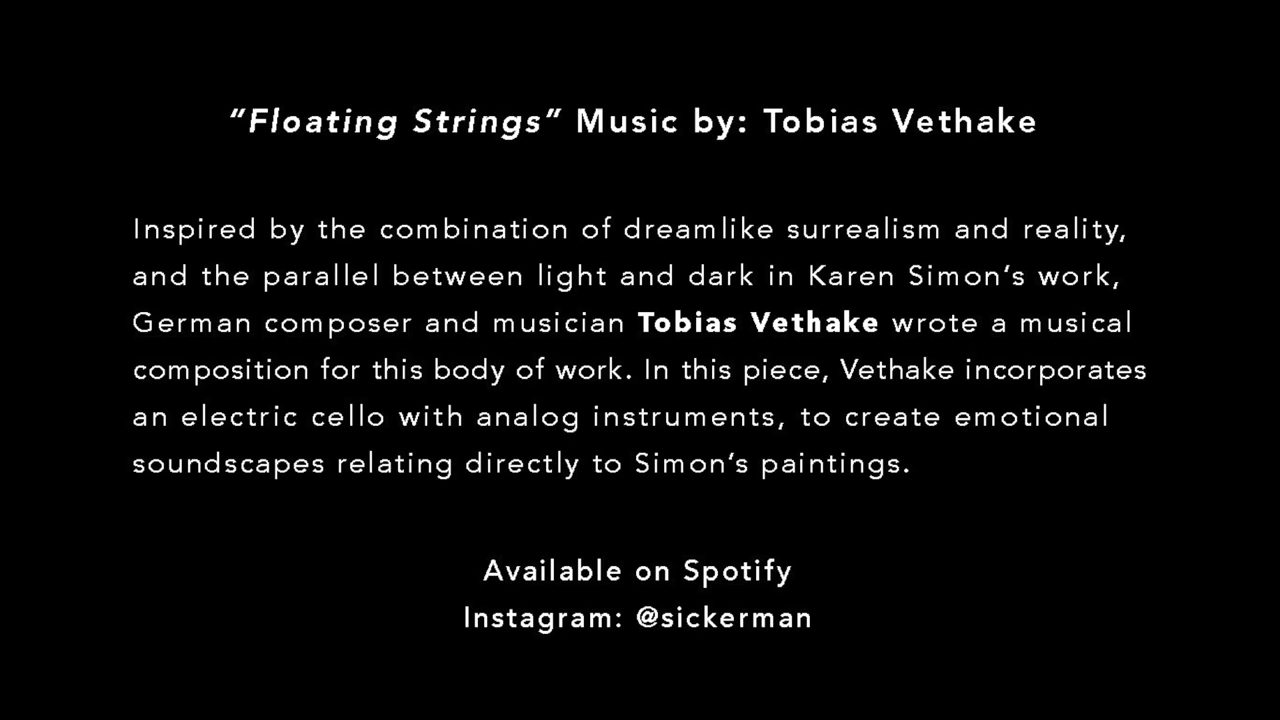 “Floating Strings” Music by: Tobias Vethake
Inspired by the combination of dreamlike surrealism and reality,
and the parallel between light and dark in Karen Simon’s work,
German composer and musician Tobias Vethake wrote a musical
composition for this body of work. In this piece, Vethake incorporates
an electric cello with analog instruments, to create emotional
soundscapes relating directly to Simon’s paintings.
Available on Spotify
Instagram: @sickerman